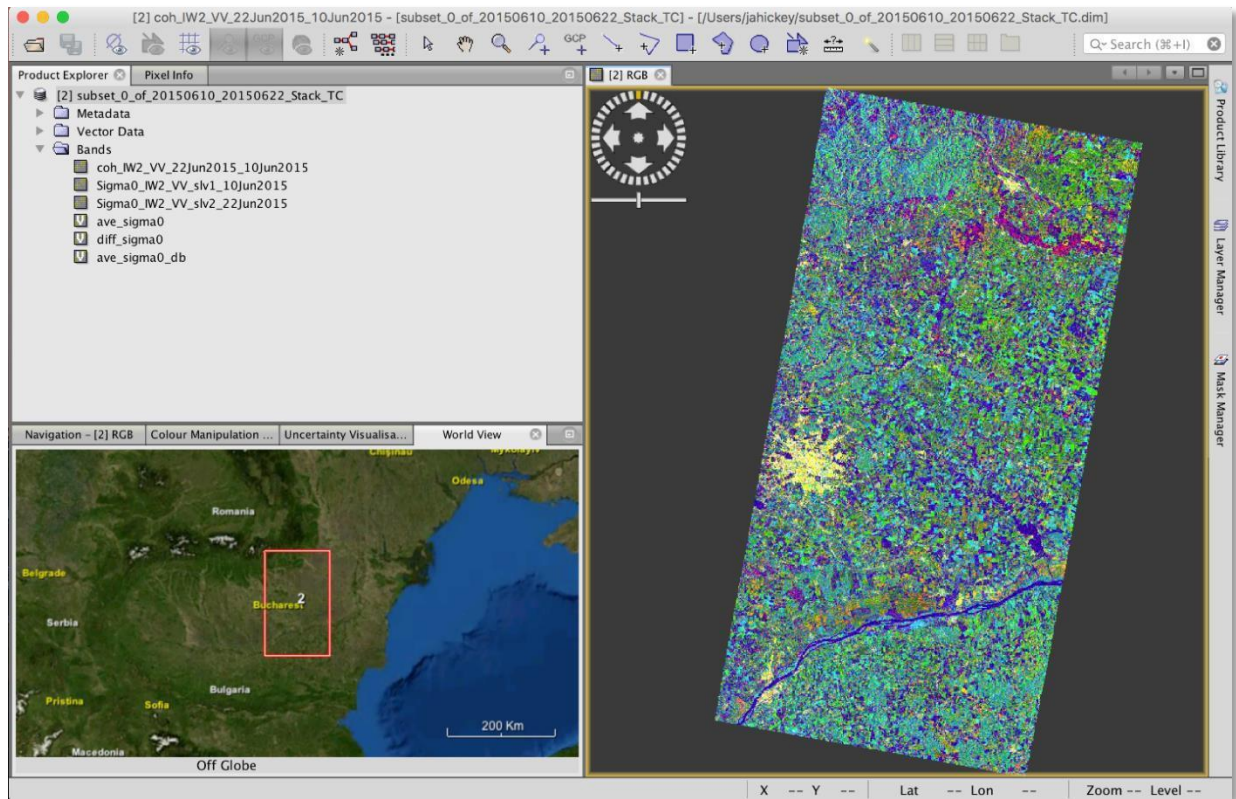 [2] coh_IW2_VV_22Jun2015_10Jun2015 - [subset_0_of_20150610_20150622_Stack_TC] - [/Users/jahickey/subset_0_of_20150610_20150622_Stack_TC.dim]
GCP
Search (⌘+I)
Product Explorer
Pixel Info
[2] subset_0_of_20150610_20150622_Stack_TC
Metadata
Vector Data
Bands
coh_IW2_VV_22Jun2015_10Jun2015
Sigma0_IW2_VV_slv1_10Jun2015
Sigma0_IW2_VV_slv2_22Jun2015
ave_sigma0
diff_sigma0
ave_sigma0_db
[2] RGB
Product Library
Layer Manager
Mask Manager
Navigation - [2] RGB
Colour Manipulation ...
Uncertainty Visualisa...
World View
Chișinău
Odesa
Romania
Belgrade
Bucharest
2
Serbia
Bulgaria
Pristina
Sofia
Macedonia
200 Km
Off Globe
X -- Y --
Lat -- Lon --
Zoom -- Level --